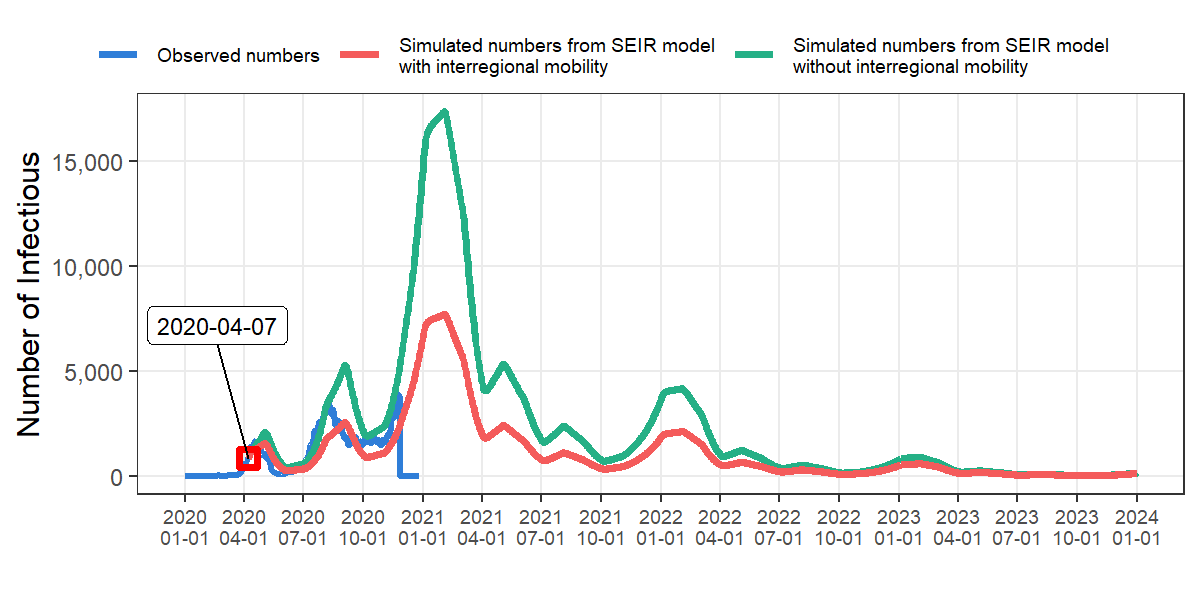 Observed numbers
Simulated numbers from SEIR model
with interregional mobility
Simulated numbers from SEIR model
without interregional mobility
Number of Infectious
15,000
10,000
5,000
0
2020-04-07
2020 2020 2020 2020 2021 2021 2021 2021 2022 2022 2022 2022 2023 2023 2023 2023 2024
01-01 04-01 07-01 10-01 01-01 04-01 07-01 10-01 01-01 04-01 07-01 10-01 01-01 04-01 07-01 10-01 01-01